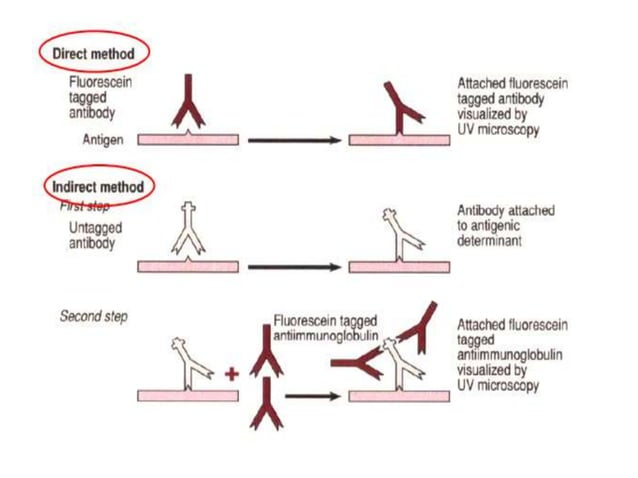 Direct method
Fluorescein
tagged
antibody
Antigen
Attached fluorescein
tagged antibody
visualized by
UV microscopy
Indirect method
First step
Untagged
antibody
Antibody attached
to antigenic
determinant
Second step
+
Fluorescein tagged
antiimmunoglobulin
Attached fluorescein
tagged
antiimmunoglobulin
visualized by
UV microscopy